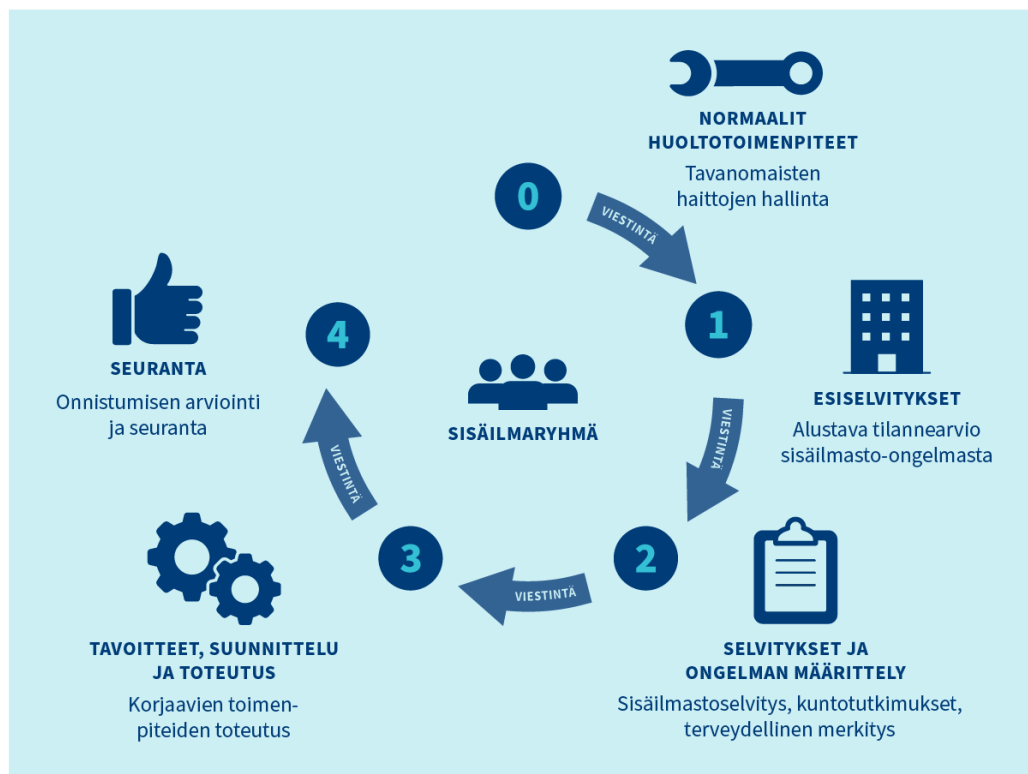 NORMAALIT
HUOLTOTOIMENPITEET
Tavanomaisten
haittojen hallinta
0
VIESTINTÄ
1
ESISELVITYKSET
Alustava tilannearvio
sisäilmasto-ongelmasta
VIESTINTÄ
2
SELVITYKSET JA
ONGELMAN MÄÄRITTELY
Sisäilmastoselvitys, kuntotutkimukset,
terveydellinen merkitys
VIESTINTÄ
3
TAVOITTEET, SUUNNITTELU
JA TOTEUTUS
Korjaavien toimen-
piteiden toteutus
VIESTINTÄ
4
SEURANTA
Onnistumisen arviointi
ja seuranta
SISÄILMARYHMÄ